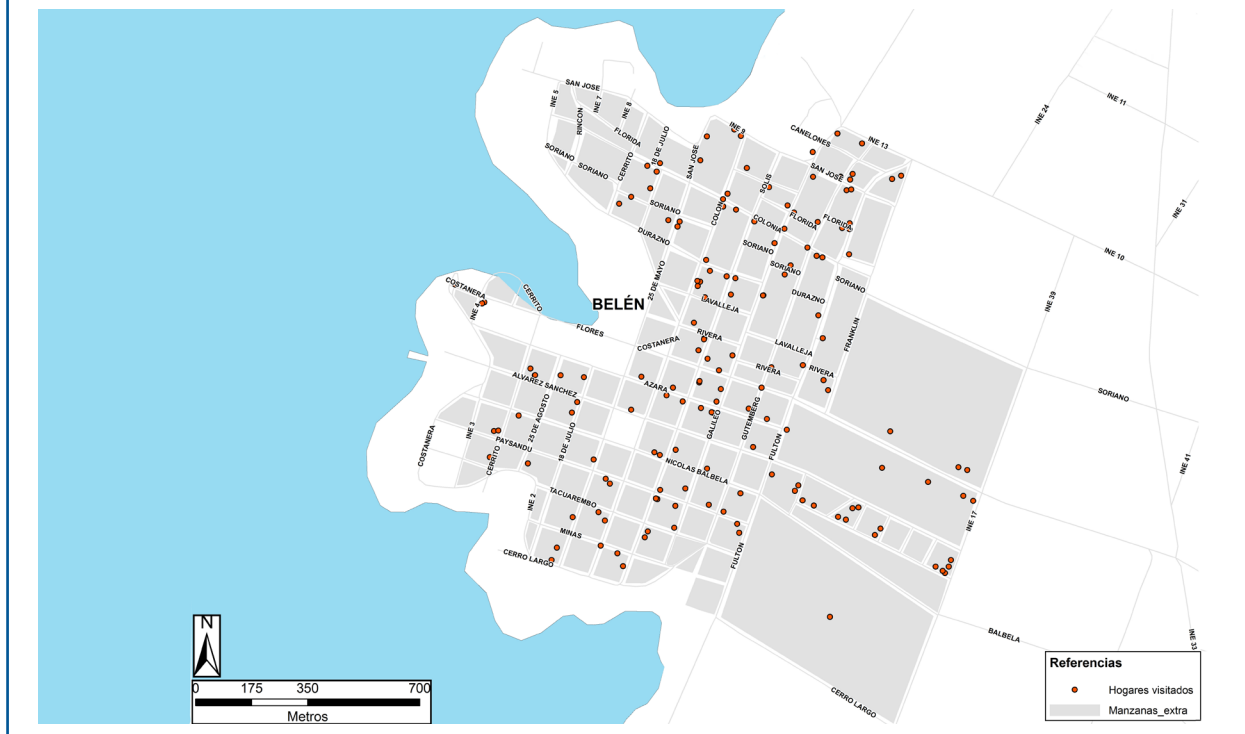 SAN JOSE
INE 5
INE 7
INE 8
RINCON
FLORIDA
18 DE JULIO
INE 9
CANELONES
INE 13
INE 24
INE 11
SORIANO
SORIANO
CERRITO
SAN JOSE
SOLIS
SAN JOSE
INE 31
SORIANO
COLON
COLONIA
FLORIDA
FLORIDA
DURAZNO
SORIANO
INE 10
25 DE MAYO
SORIANO
SORIANO
COSTANERA
CERRITO
INE 4
BELÉN
LAVALLEJA
DURAZNO
INE 39
FLORES
COSTANERA
RIVERA
LAVALLEJA
FRANKLIN
RIVERA
RIVERA
ALVAREZ SANCHEZ
AZARA
SORIANO
25 DE AGOSTO
18 DE JULIO
GALILEO
GUTEMBERG
FULTON
COSTANERA
INE 3
PAYSANDU
CERRITO
NICOLAS BALBELA
INE 41
INE 2
TACUAREMBO
INE 17
MINAS
CERRO LARGO
FULTON
BALBELA
INE 33
CERRO LARGO
N
0 175 350 700
Metros
Referencias
Hogares visitados
Manzanas_extra